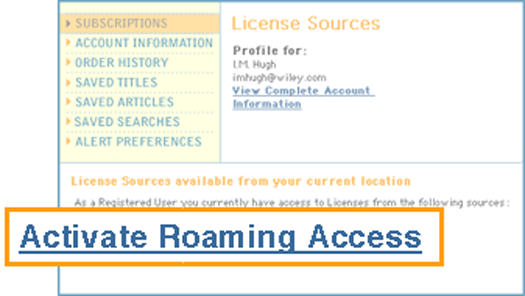 SUBSCRIPTIONS
ACCOUNT INFORMATION
ORDER HISTORY
SAVED TITLES
SAVED ARTICLES
SAVED SEARCHES
ALERT PREFERENCES
License Sources
Profile for:
I.M. Hugh
imhugh@wiley.com
View Complete Account
Information
License Sources available from your current location
As a Registered User you currently have access to Licenses from the following sources:
Activate Roaming Access